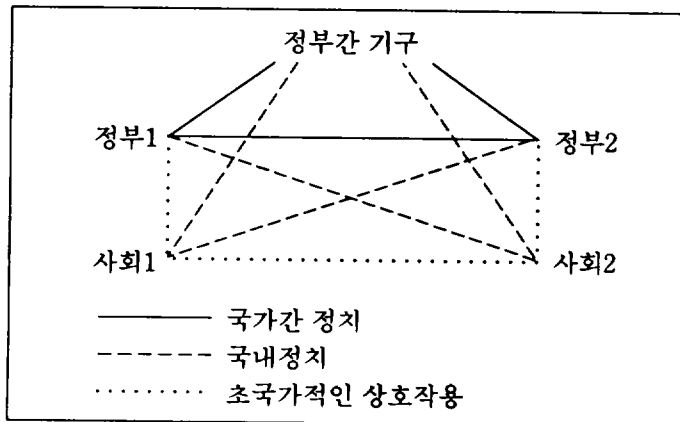 정부간 기구
정부1 정부2
사회1 사회2
국가간 정치
국내정치
초국가적인 상호작용